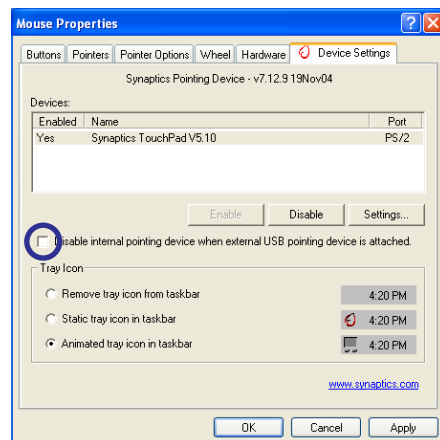 Mouse Properties
Buttons Pointers Pointer Options Wheel Hardware Device Settings
Synaptics Pointing Device - v7.12.9 19Nov04
Devices:
Enabled Name Port
Yes Synaptics TouchPad V5.10 PS/2
Enable Disable Settings...
Disable internal pointing device when external USB pointing device is attached.
Tray Icon
Remove tray icon from taskbar 4:20 PM
Static tray icon in taskbar 4:20 PM
Animated tray icon in taskbar 4:20 PM
www.synaptics.com
OK Cancel Apply